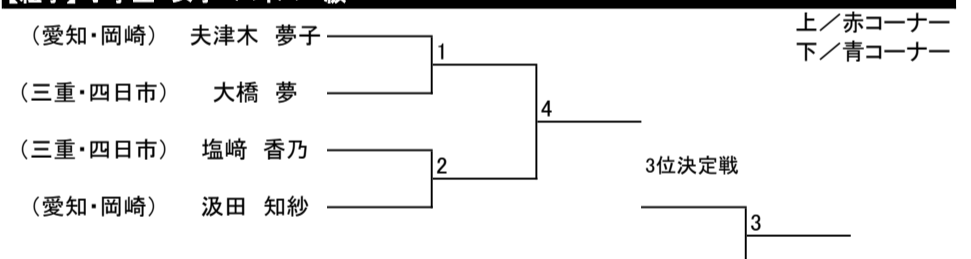 上／赤コーナー
下／青コーナー
（愛知・岡崎） 夫津木 夢子
1
（三重・四日市） 大橋 夢
4
（三重・四日市） 塩﨑 香乃
2
3位決定戦
（愛知・岡崎） 汲田 知紗
3